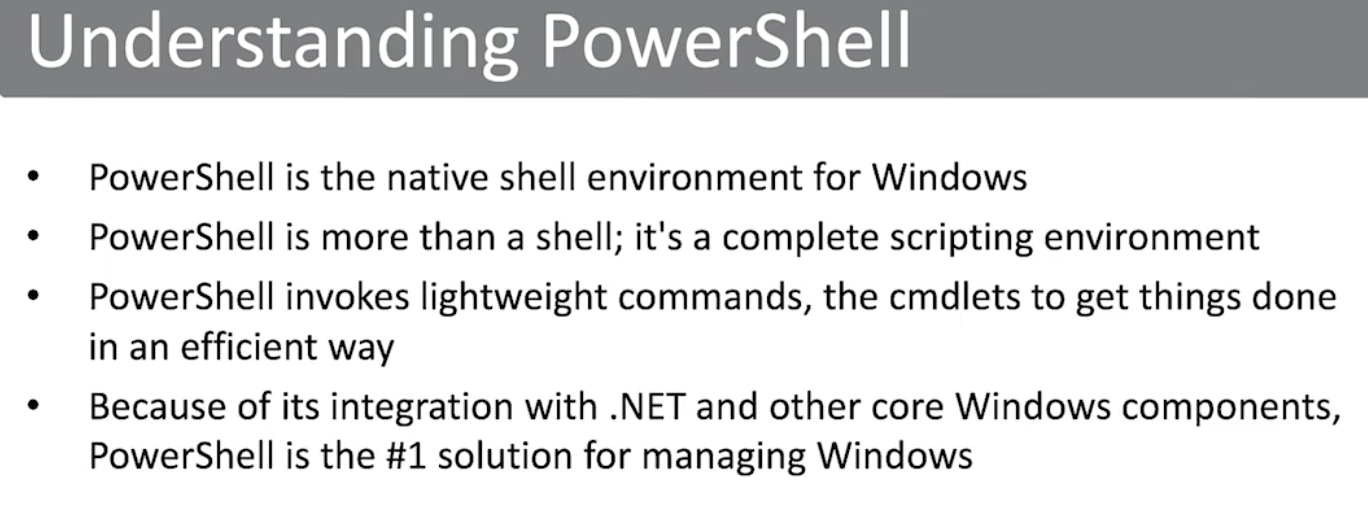 Understanding PowerShell
• PowerShell is the native shell environment for Windows
• PowerShell is more than a shell; it's a complete scripting environment
• PowerShell invokes lightweight commands, the cmdlets to get things done
in an efficient way
• Because of its integration with .NET and other core Windows components,
PowerShell is the #1 solution for managing Windows